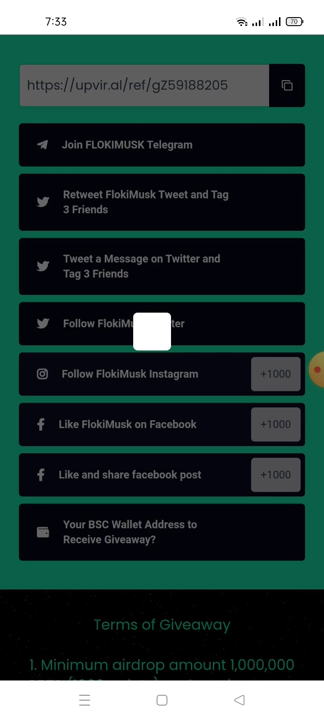 7:33
70
https://upvir.al/ref/gZ59188205
Join FLOKIMUSK Telegram
Retweet FlokiMusk Tweet and Tag
3 Friends
Tweet a Message on Twitter and
Tag 3 Friends
Follow
Follow FlokiMusk Instagram
+1000
Like FlokiMusk on Facebook
+1000
Like and share facebook post
+1000
Your BSC Wallet Address to
Receive Giveaway?
Terms of Giveaway
1. Minimum airdrop amount 1,000,000